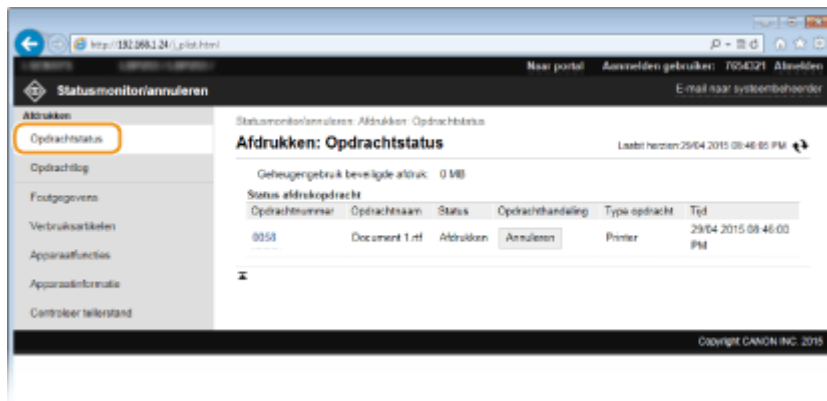 http://192.168.1.24/j_plist.html
Naar portal Aanmelden gebruiker: 7654321 Afmelden
Statusmonitor/annuleren
E-mail naar systeembeheerder
Afdrukken
Opdrachtstatus
Opdrachtlog
Foutgegevens
Verbruiksartikelen
Apparaatfuncties
Apparaatinformatie
Controleer tellerstand
Statusmonitor/annuleren: Afdrukken: Opdrachtstatus
Afdrukken: Opdrachtstatus
Laatst herzien:29/04 2015 08:46:05 PM
Geheugengebruik beveiligde afdruk: 0 MB
Status afdrukopdracht
Opdrachtnummer Opdrachtnaam Status Opdrachthandeling Type opdracht Tijd
0058 Document 1.rtf Afdrukken Annuleren Printer 29/04 2015 08:46:00
PM
Copyright CANON INC. 2015